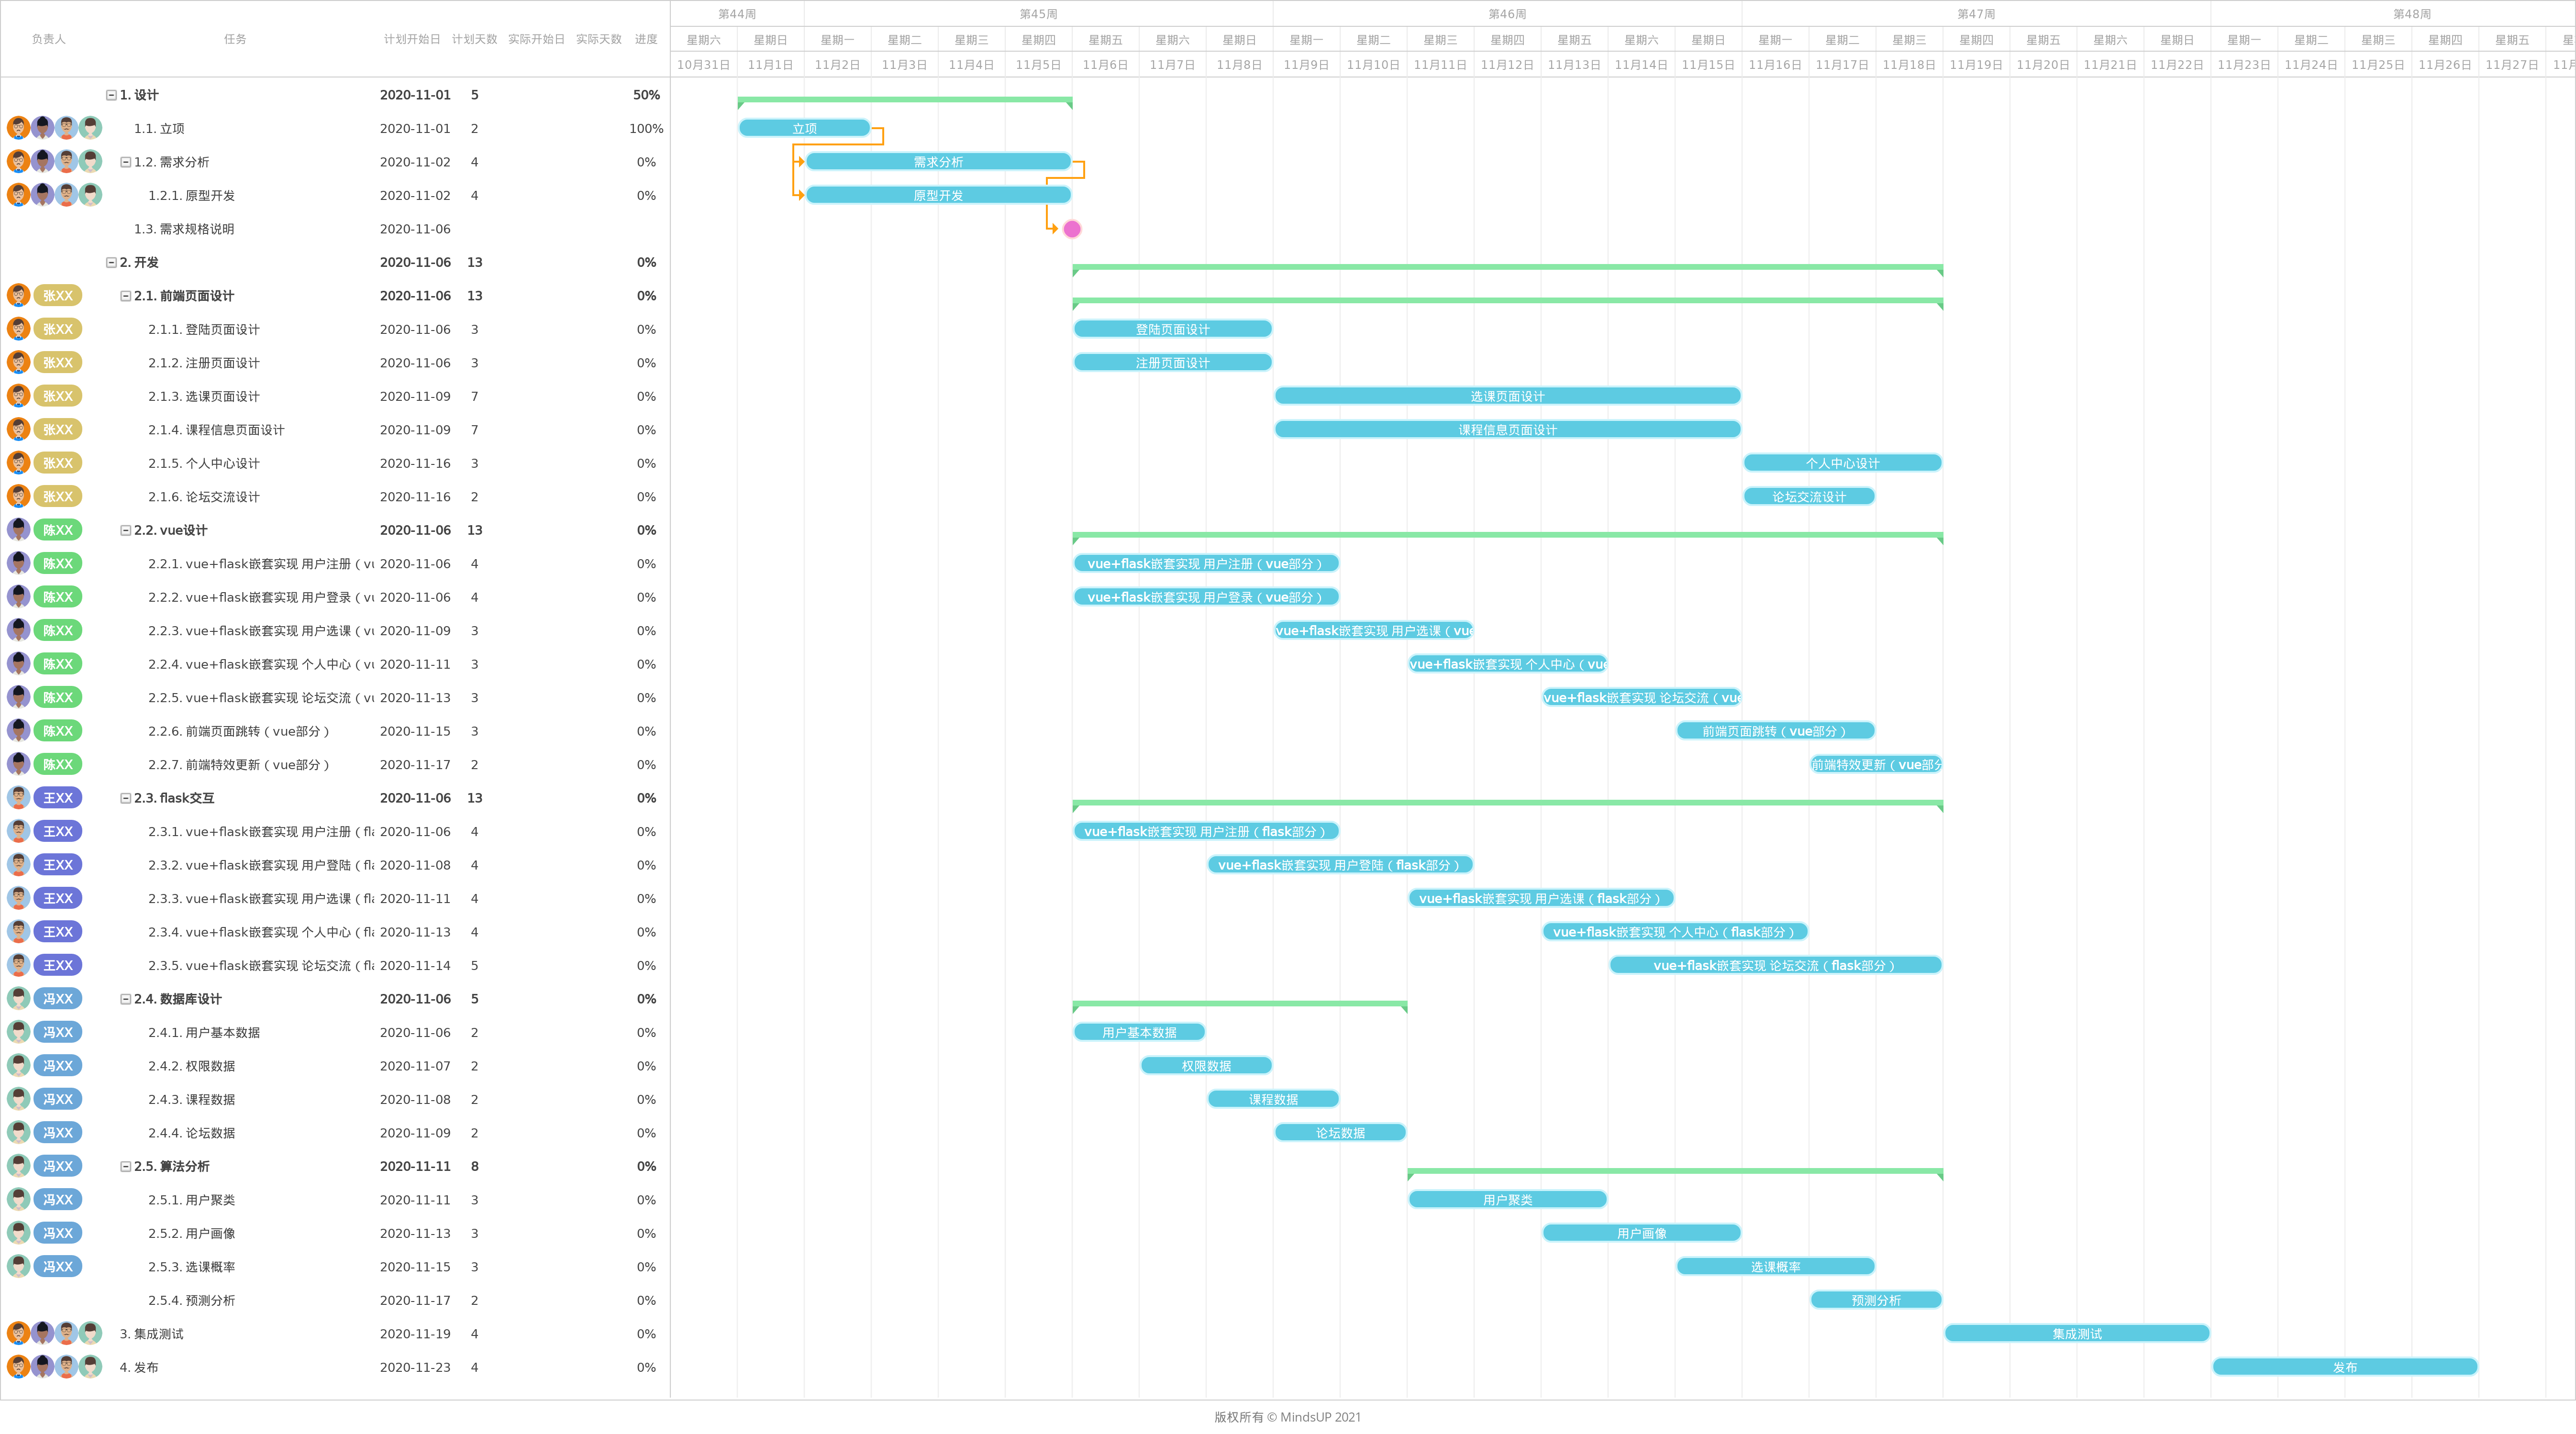 第44周 第45周 第46周 第47周 第48周
负责人 任务 计划开始日 计划天数 实际开始日 实际天数 进度
星期六 星期日 星期一 星期二 星期三 星期四 星期五 星期六 星期日 星期一 星期二 星期三 星期四 星期五 星期六 星期日 星期一 星期二 星期三 星期四 星期五 星期六 星期日 星期一 星期二 星期三 星期四 星期五
10月31日 11月1日 11月2日 11月3日 11月4日 11月5日 11月6日 11月7日 11月8日 11月9日 11月10日 11月11日 11月12日 11月13日 11月14日 11月15日 11月16日 11月17日 11月18日 11月19日 11月20日 11月21日 11月22日 11月23日 11月24日 11月25日 11月26日 11月27日
1. 设计 2020-11-01 5 50%
1.1. 立项 2020-11-01 2 100% 立项
1.2. 需求分析 2020-11-02 4 0% 需求分析
1.2.1. 原型开发 2020-11-02 4 0% 原型开发
1.3. 需求规格说明 2020-11-06
2. 开发 2020-11-06 13 0%
张XX 2.1. 前端页面设计 2020-11-06 13 0%
张XX 2.1.1. 登陆页面设计 2020-11-06 3 0% 登陆页面设计
张XX 2.1.2. 注册页面设计 2020-11-06 3 0% 注册页面设计
张XX 2.1.3. 选课页面设计 2020-11-09 7 0% 选课页面设计
张XX 2.1.4. 课程信息页面设计 2020-11-09 7 0% 课程信息页面设计
张XX 2.1.5. 个人中心设计 2020-11-16 3 0% 个人中心设计
张XX 2.1.6. 论坛交流设计 2020-11-16 2 0% 论坛交流设计
陈XX 2.2. vue设计 2020-11-06 13 0%
陈XX 2.2.1. vue+flask嵌套实现 用户注册（vu 2020-11-06 4 0% vue+flask嵌套实现 用户注册（vue部分）
陈XX 2.2.2. vue+flask嵌套实现 用户登录（vu 2020-11-06 4 0% vue+flask嵌套实现 用户登录（vue部分）
陈XX 2.2.3. vue+flask嵌套实现 用户选课（vu 2020-11-09 3 0% vue+flask嵌套实现 用户选课（vue
陈XX 2.2.4. vue+flask嵌套实现 个人中心（vu 2020-11-11 3 0% vue+flask嵌套实现 个人中心（vue
陈XX 2.2.5. vue+flask嵌套实现 论坛交流（vu 2020-11-13 3 0% vue+flask嵌套实现 论坛交流（vue
陈XX 2.2.6. 前端页面跳转（vue部分） 2020-11-15 3 0% 前端页面跳转（vue部分）
陈XX 2.2.7. 前端特效更新（vue部分） 2020-11-17 2 0% 前端特效更新（vue部分
王XX 2.3. flask交互 2020-11-06 13 0%
王XX 2.3.1. vue+flask嵌套实现 用户注册（fla 2020-11-06 4 0% vue+flask嵌套实现 用户注册（flask部分）
王XX 2.3.2. vue+flask嵌套实现 用户登陆（fla 2020-11-08 4 0% vue+flask嵌套实现 用户登陆（flask部分）
王XX 2.3.3. vue+flask嵌套实现 用户选课（fla 2020-11-11 4 0% vue+flask嵌套实现 用户选课（flask部分）
王XX 2.3.4. vue+flask嵌套实现 个人中心（fla 2020-11-13 4 0% vue+flask嵌套实现 个人中心（flask部分）
王XX 2.3.5. vue+flask嵌套实现 论坛交流（fla 2020-11-14 5 0% vue+flask嵌套实现 论坛交流（flask部分）
冯XX 2.4. 数据库设计 2020-11-06 5 0%
冯XX 2.4.1. 用户基本数据 2020-11-06 2 0% 用户基本数据
冯XX 2.4.2. 权限数据 2020-11-07 2 0% 权限数据
冯XX 2.4.3. 课程数据 2020-11-08 2 0% 课程数据
冯XX 2.4.4. 论坛数据 2020-11-09 2 0% 论坛数据
冯XX 2.5. 算法分析 2020-11-11 8 0%
冯XX 2.5.1. 用户聚类 2020-11-11 3 0% 用户聚类
冯XX 2.5.2. 用户画像 2020-11-13 3 0% 用户画像
冯XX 2.5.3. 选课概率 2020-11-15 3 0% 选课概率
2.5.4. 预测分析 2020-11-17 2 0% 预测分析
3. 集成测试 2020-11-19 4 0% 集成测试
4. 发布 2020-11-23 4 0% 发布
版权所有 © MindsUP 2021